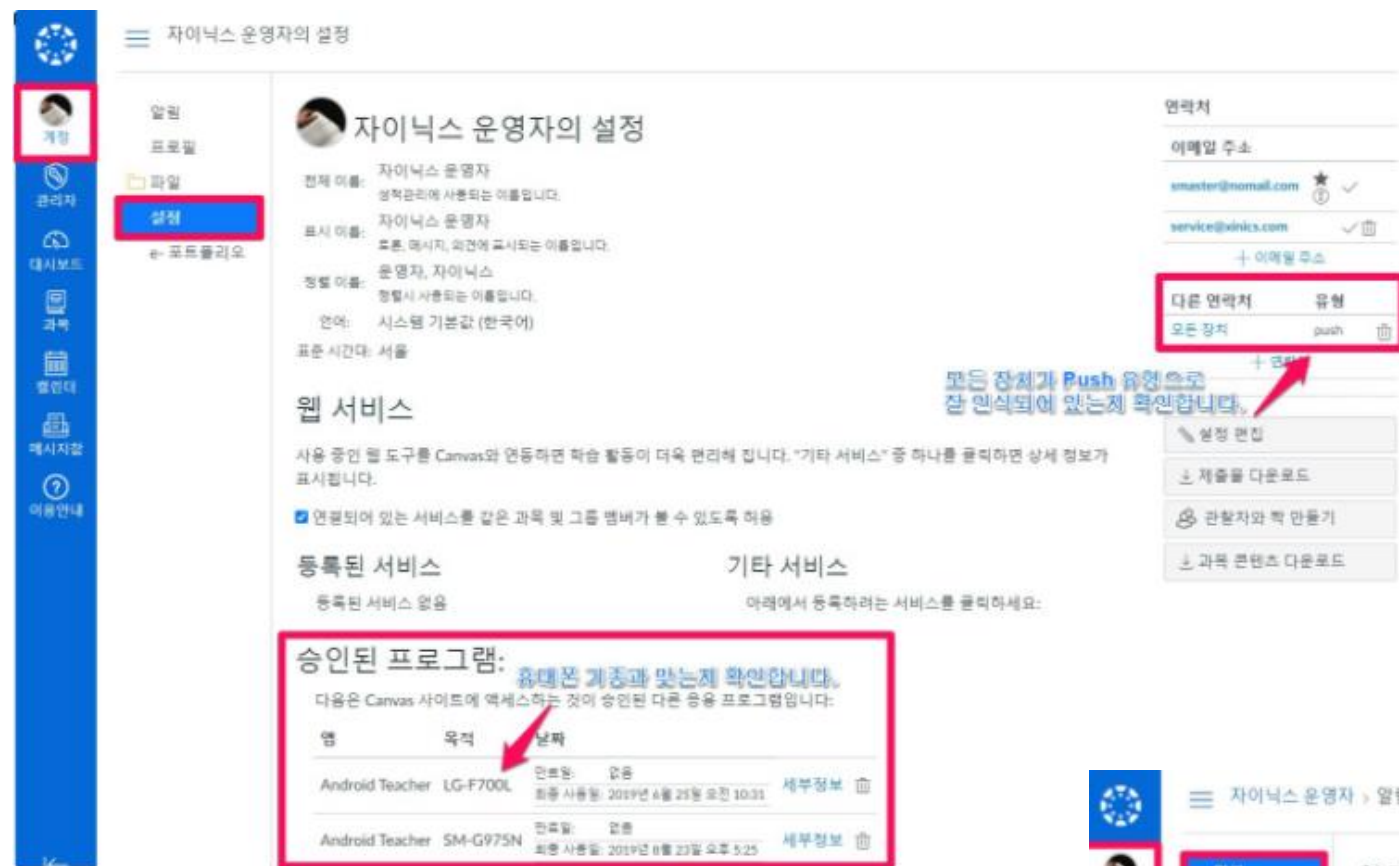 자이닉스 운영자의 설정
계정
관리자
대시보드
과목
캘린더
메시지함
이용안내
알림
프로필
파일
설정
e- 포트폴리오
자이닉스 운영자의 설정
전체 이름: 자이닉스 운영자
성적관리에 사용되는 이름입니다.
표시 이름: 자이닉스 운영자
토론, 메시지, 의견에 표시되는 이름입니다.
정렬 이름: 운영자, 자이닉스
정렬시 사용되는 이름입니다.
언어: 시스템 기본값 (한국어)
표준 시간대: 서울
웹 서비스
사용 중인 웹 도구를 Canvas와 연동하면 학습 활동이 더욱 편리해 집니다. "기타 서비스" 중 하나를 클릭하면 상세 정보가
표시됩니다.
연결되어 있는 서비스를 같은 과목 및 그룹 멤버가 볼 수 있도록 허용
등록된 서비스
등록된 서비스 없음
기타 서비스
아래에서 등록하려는 서비스를 클릭하세요:
승인된 프로그램:
휴대폰 기종과 맞는지 확인합니다.
다음은 Canvas 사이트에 액세스하는 것이 승인된 다른 응용 프로그램입니다:
앱 목적 날짜
Android Teacher LG-F700L 만료일: 없음 세부정보
최종 사용일: 2019년 6월 25일 오전 10:31
Android Teacher SM-G975N 만료일: 없음 세부정보
최종 사용일: 2019년 8월 23일 오후 5:25
연락처
이메일 주소
smaster@nomail.com
service@xinics.com
+ 이메일 주소
다른 연락처 유형
모든 장치 push
모든 장치가 Push 유형으로
잘 인식되어 있는지 확인합니다.
설정 편집
제출물 다운로드
관찰자와 짝 만들기
과목 콘텐츠 다운로드
자이닉스 운영자 ›